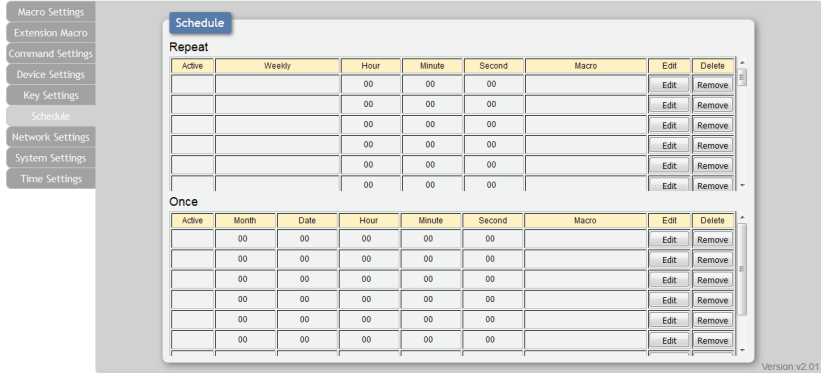 Macro Settings
Extension Macro
Command Settings
Device Settings
Key Settings
Schedule
Network Settings
System Settings
Time Settings
Schedule
Repeat
Active Weekly Hour Minute Second Macro Edit Delete
00 00 00 Edit Remove
00 00 00 Edit Remove
00 00 00 Edit Remove
00 00 00 Edit Remove
00 00 00 Edit Remove
00 00 00 Edit Remove
Once
Active Month Date Hour Minute Second Macro Edit Delete
00 00 00 00 00 Edit Remove
00 00 00 00 00 Edit Remove
00 00 00 00 00 Edit Remove
00 00 00 00 00 Edit Remove
00 00 00 00 00 Edit Remove
00 00 00 00 00 Edit Remove
Version:v2.01